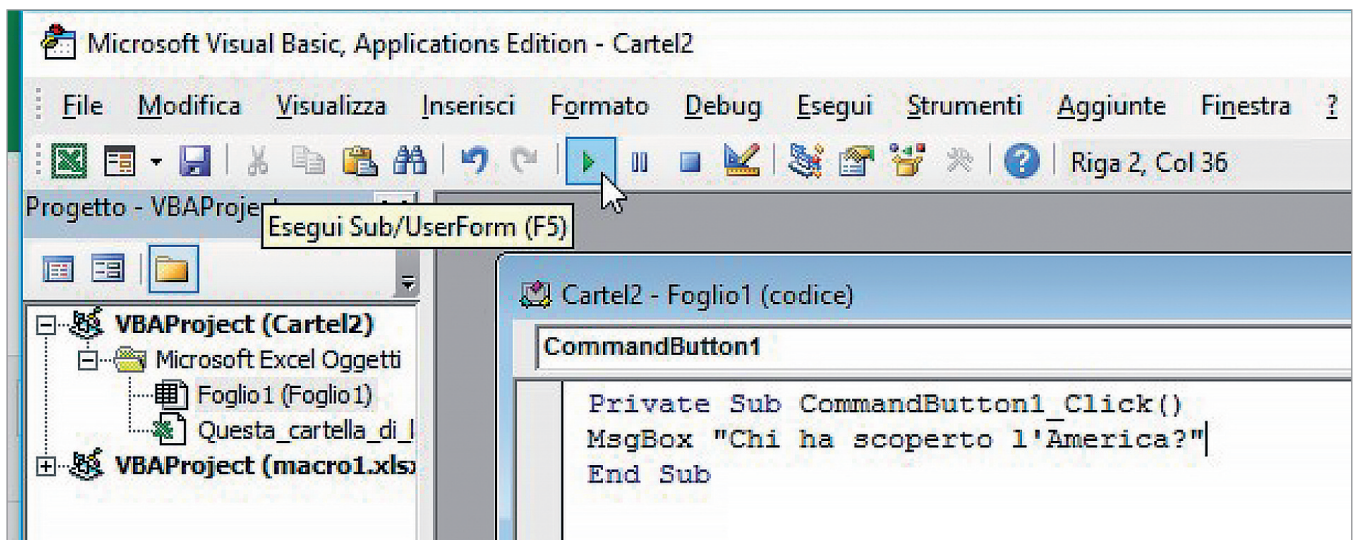 Microsoft Visual Basic, Applications Edition - Cartel2
File Modifica Visualizza Inserisci Formato Debug Esegui Strumenti Aggiunte Finestra ?
Riga 2, Col 36
Progetto - VBAProje
Esegui Sub/UserForm (F5)
Cartel2 - Foglio1 (codice)
VBAProject (Cartel2)
Microsoft Excel Oggetti
Foglio1 (Foglio1)
Questa_cartella_di_l
VBAProject (macro1.xls
CommandButton1
Private Sub CommandButton1_Click()
MsgBox "Chi ha scoperto l'America?"
End Sub